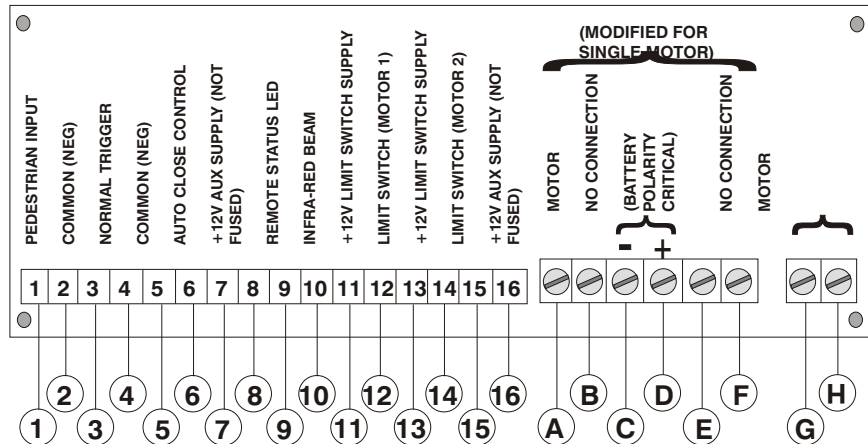 (MODIFIED FOR
SINGLE MOTOR)
PEDESTRIAN INPUT
COMMON (NEG)
NORMAL TRIGGER
COMMON (NEG)
AUTO CLOSE CONTROL
+12V AUX SUPPLY (NOT
FUSED)
REMOTE STATUS LED
INFRA-RED BEAM
+12V LIMIT SWITCH SUPPLY
LIMIT SWITCH (MOTOR 1)
+12V LIMIT SWITCH SUPPLY
LIMIT SWITCH (MOTOR 2)
+12V AUX SUPPLY (NOT
FUSED)
MOTOR
NO CONNECTION
(BATTERY
POLARITY
CRITICAL)
NO CONNECTION
MOTOR
- +
1 2 3 4 5 6 7 8 9 10 11 12 13 14 15 16
2 4 6 8 10 12 14 16 B D F H
1 3 5 7 9 11 13 15 A C E G